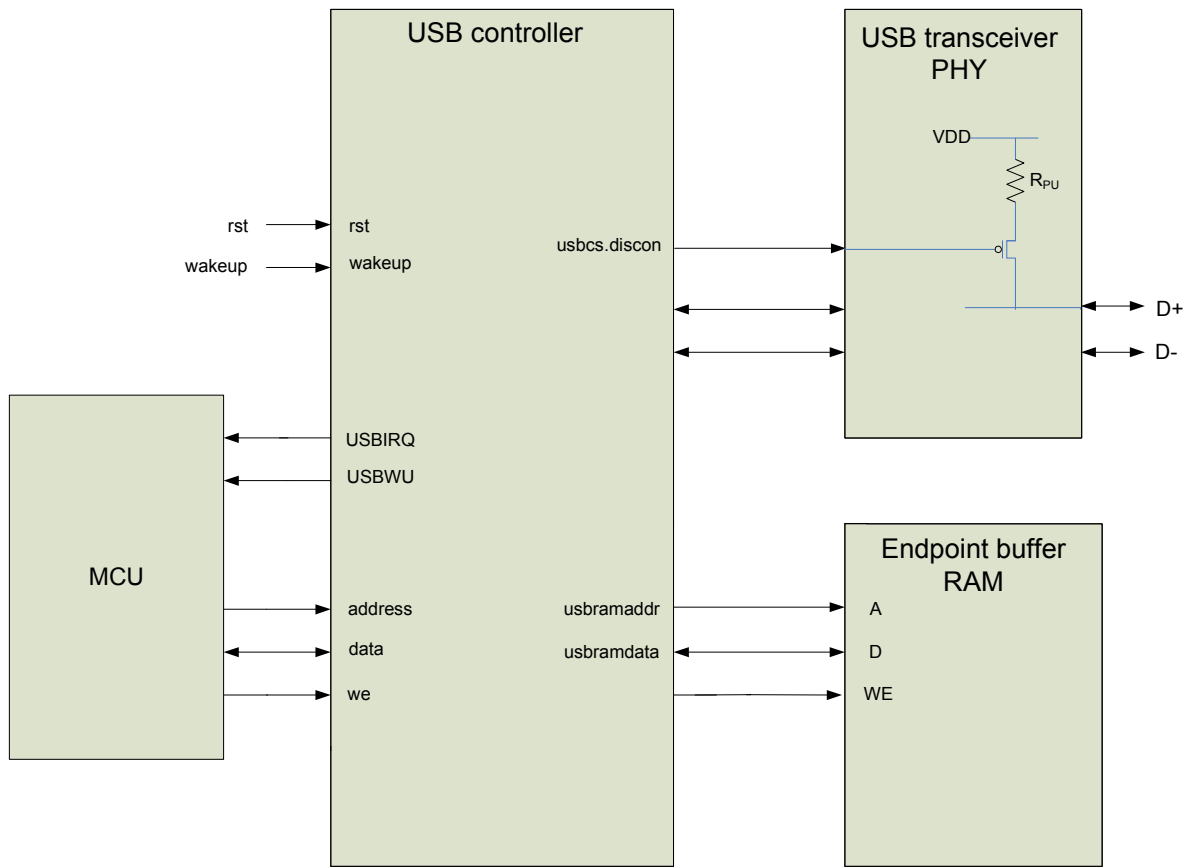 USB controller
USB transceiver
PHY
VDD
RPU
rst
rst
usbcs.discon
wakeup
wakeup
D+
D-
USBIRQ
USBWU
MCU
Endpoint buffer
RAM
address
usbramaddr
A
data
usbramdata
D
we
WE